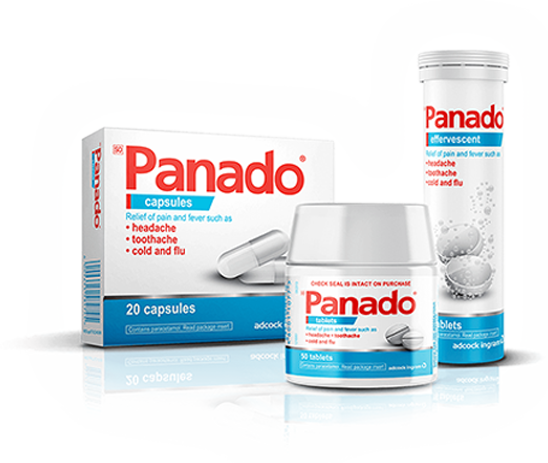 S0
Panado®
capsules
Relief of pain and fever such as
• headache
• toothache
• cold and flu
20 capsules
Contains paracetamol. Read package insert
adcock ingram
Panado
CHECK SEAL IS INTACT ON PURCHASE
Panado®
tablets
Relief of pain and fever such as
• headache • toothache
• cold and flu
50 tablets
Contains paracetamol. Read package insert
adcock ingram
Panado®
effervescent
Relief of pain and fever such as
• headache
• toothache
• cold and flu
tablets
adcock ingram